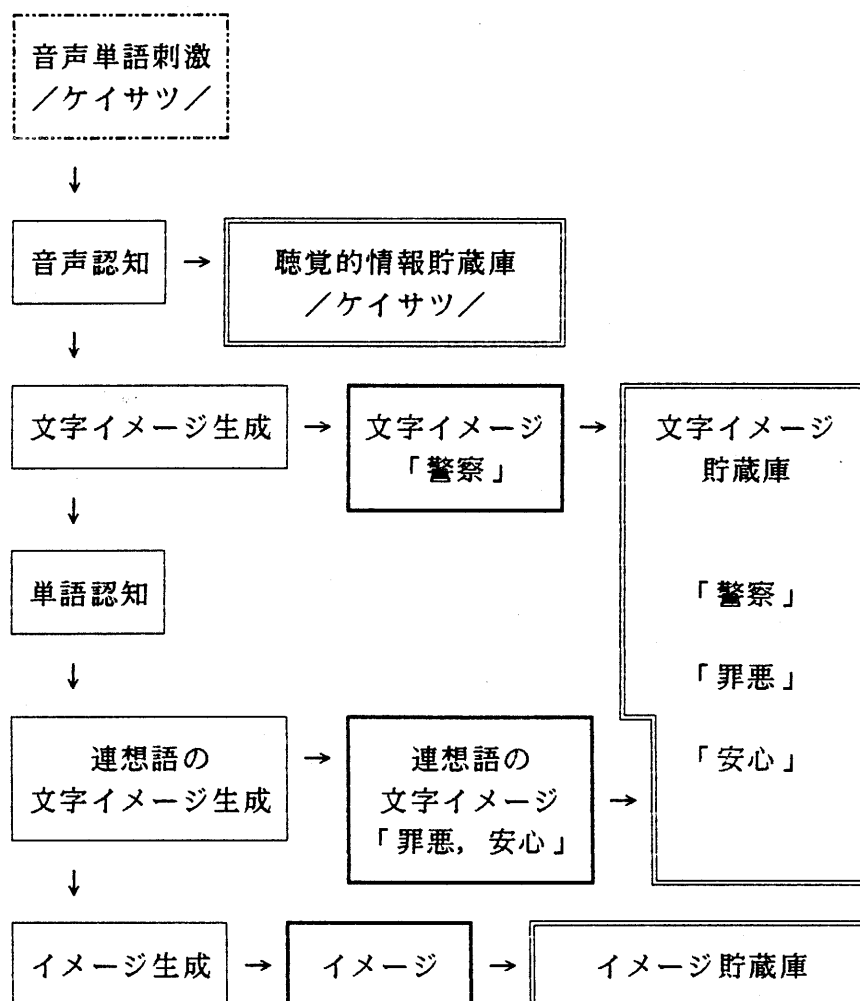 音声単語刺激
／ケイサツ／
↓
音声認知 → 聴覚的情報貯蔵庫
／ケイサツ／
↓
文字イメージ生成 → 文字イメージ → 文字イメージ
「警察」 貯蔵庫
↓
単語認知 「警察」
↓ 「罪悪」
連想語の → 連想語の 「安心」
文字イメージ生成 文字イメージ →
「罪悪，安心」
↓
イメージ生成 → イメージ → イメージ貯蔵庫